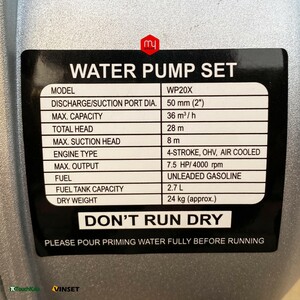 my
WATER PUMP SET
MODEL WP20X
DISCHARGE/SUCTION PORT DIA. 50 mm (2")
MAX. CAPACITY 36 m³/ h
TOTAL HEAD 28 m
MAX. SUCTION HEAD 8 m
ENGINE TYPE 4-STROKE, OHV, AIR COOLED
MAX. OUTPUT 7.5 HP/ 4000 rpm
FUEL UNLEADED GASOLINE
FUEL TANK CAPACITY 2.7 L
DRY WEIGHT 24 kg (approx.)
DON'T RUN DRY
PLEASE POUR PRIMING WATER FULLY BEFORE RUNNING
VINSET